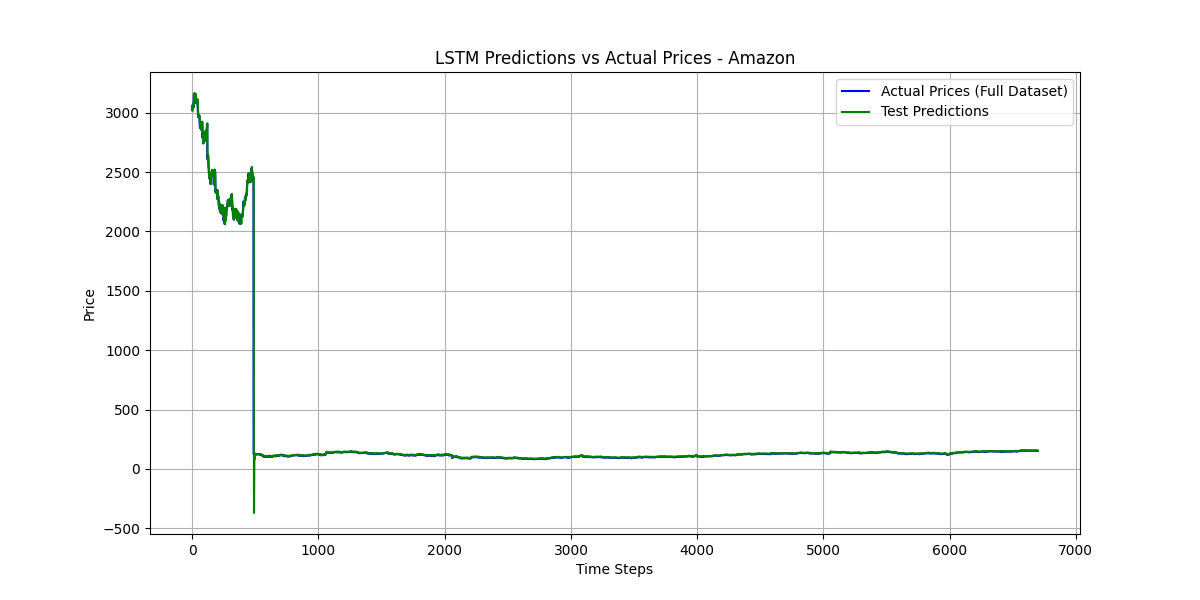 LSTM Predictions vs Actual Prices - Amazon
Actual Prices (Full Dataset)
Test Predictions
3000
2500
2000
1500
1000
500
0
−500
Price
0 1000 2000 3000 4000 5000 6000 7000
Time Steps